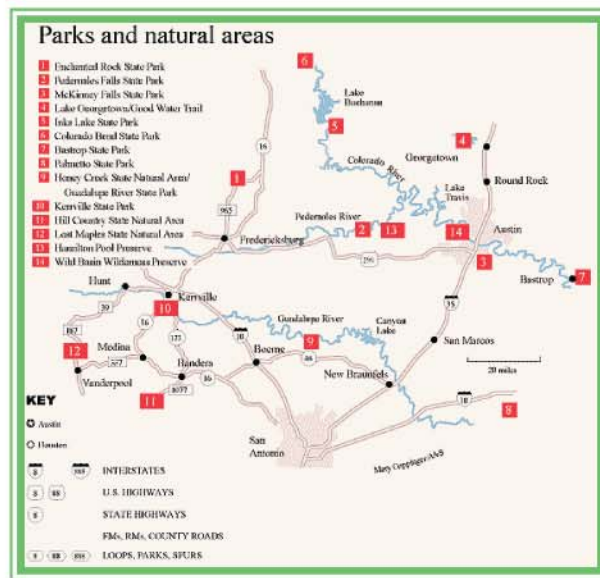 Parks and natural areas
1 Enchanted Rock State Park
2 Pedernales Falls State Park
3 McKinney Falls State Park
4 Lake Georgetown/Good Water Trail
5 Inks Lake State Park
6 Colorado Bend State Park
7 Bastrop State Park
8 Palmetto State Park
9 Honey Creek State Natural Area/
Guadalupe River State Park
10 Kerrville State Park
11 Hill Country State Natural Area
12 Lost Maples State Natural Area
13 Hamilton Pool Preserve
14 Wild Basin Wilderness Preserve
6
Lake
Buchanan
5
16
1
965
4
Georgetown
Colorado River
Round Rock
Lake
Travis
Pedernales River
2
13
14
Austin
Fredericksburg
290
3
7
Bastrop
Hunt
Kerrville
10
39
187
16
173
Guadalupe River
Canyon
Lake
35
San Marcos
20 miles
12
Medina
337
Vanderpool
Bandera
10
Boerne
9
46
16
11
1077
New Braunfels
10
8
San
Antonio
KEY
Austin
Houston
8
INTERSTATES
8 88
U.S. HIGHWAYS
8
STATE HIGHWAYS
FMs, RMs, COUNTY ROADS
8 88 888
LOOPS, PARKS, SPURS